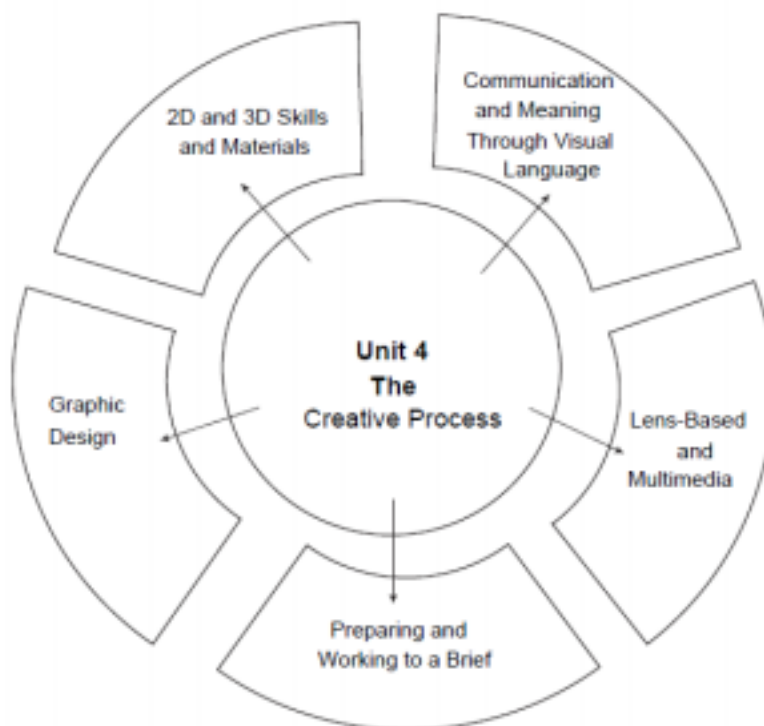 2D and 3D Skills
and Materials
Communication
and Meaning
Through Visual
Language
Unit 4
The
Creative Process
Graphic
Design
Lens-Based
and
Multimedia
Preparing and
Working to a Brief